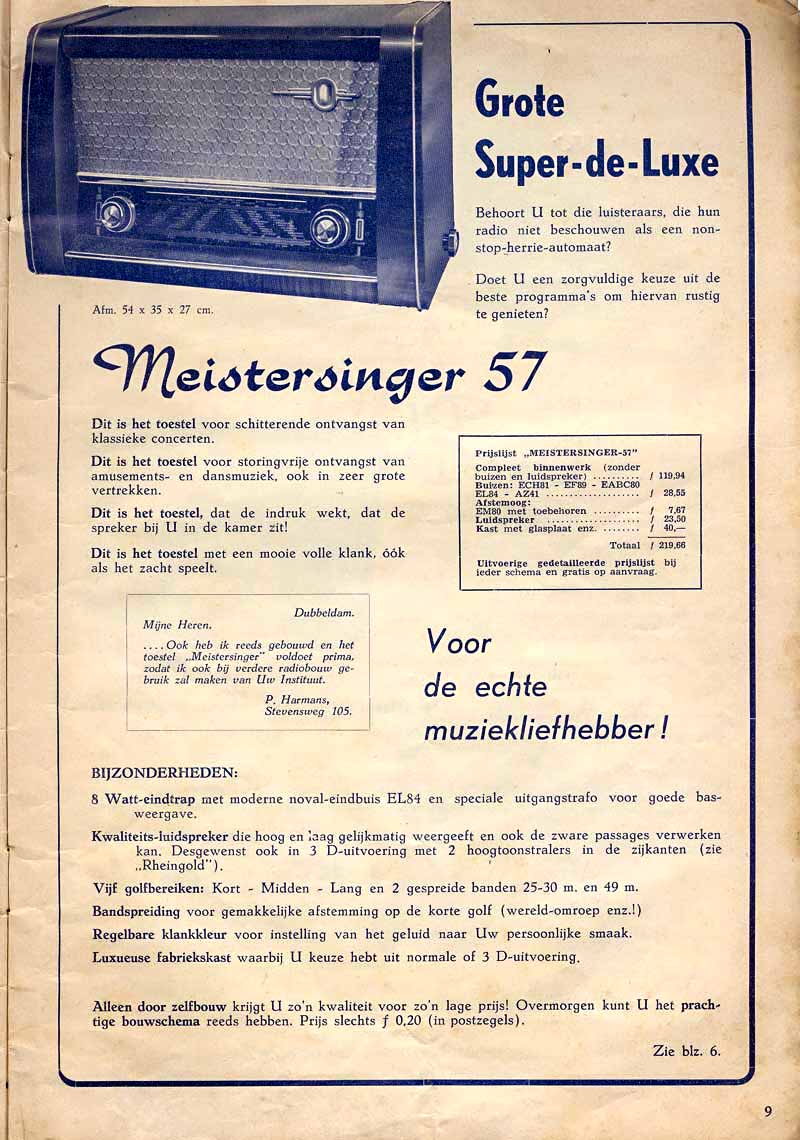 Grote
Super-de-Luxe
Behoort U tot die luisteraars, die hun
radio niet beschouwen als een non-
stop-herrie-automaat?
Doet U een zorgvuldige keuze uit de
beste programma's om hiervan rustig
te genieten?
Afm. 54 x 35 x 27 cm.
Meistersinger 57
Dit is het toestel voor schitterende ontvangst van
klassieke concerten.
Dit is het toestel voor storingvrije ontvangst van
amusements- en dansmuziek, ook in zeer grote
vertrekken.
Dit is het toestel, dat de indruk wekt, dat de
spreker bij U in de kamer zit!
Dit is het toestel met een mooie volle klank, óók
als het zacht speelt.
Prijslijst „MEISTERSINGER-57"
Compleet binnenwerk (zonder
buizen en luidspreker) .......... ƒ 119,94
Buizen: ECH81 - EF89 - EABC80
EL84 - AZ41 .................... ƒ 28,55
Afstemoog:
EM80 met toebehoren .......... ƒ 7,67
Luidspreker .................... ƒ 23,50
Kast met glasplaat enz. ........ ƒ 40,—
Totaal ƒ 219,66
Uitvoerige gedetailleerde prijslijst bij
ieder schema en gratis op aanvraag.
Dubbeldam.
Mijne Heren.
....Ook heb ik reeds gebouwd en het
toestel „Meistersinger" voldoet prima,
zodat ik ook bij verdere radiobouw ge-
bruik zal maken van Uw Instituut.
P. Harmans,
Stevensweg 105.
Voor
de echte
muziekliefhebber!
BIJZONDERHEDEN:
8 Watt-eindtrap met moderne noval-eindbuis EL84 en speciale uitgangstrafo voor goede bas-
weergave.
Kwaliteits-luidspreker die hoog en laag gelijkmatig weergeeft en ook de zware passages verwerken
kan. Desgewenst ook in 3 D-uitvoering met 2 hoogtoonstralers in de zijkanten (zie
„Rheingold").
Vijf golfbereiken: Kort - Midden - Lang en 2 gespreide banden 25-30 m. en 49 m.
Bandspreiding voor gemakkelijke afstemming op de korte golf (wereld-omroep enz.!)
Regelbare klankkleur voor instelling van het geluid naar Uw persoonlijke smaak.
Luxueuse fabriekskast waarbij U keuze hebt uit normale of 3 D-uitvoering.
Alleen door zelfbouw krijgt U zo'n kwaliteit voor zo'n lage prijs! Overmorgen kunt U het prach-
tige bouwschema reeds hebben. Prijs slechts ƒ 0,20 (in postzegels).
Zie blz. 6.
9